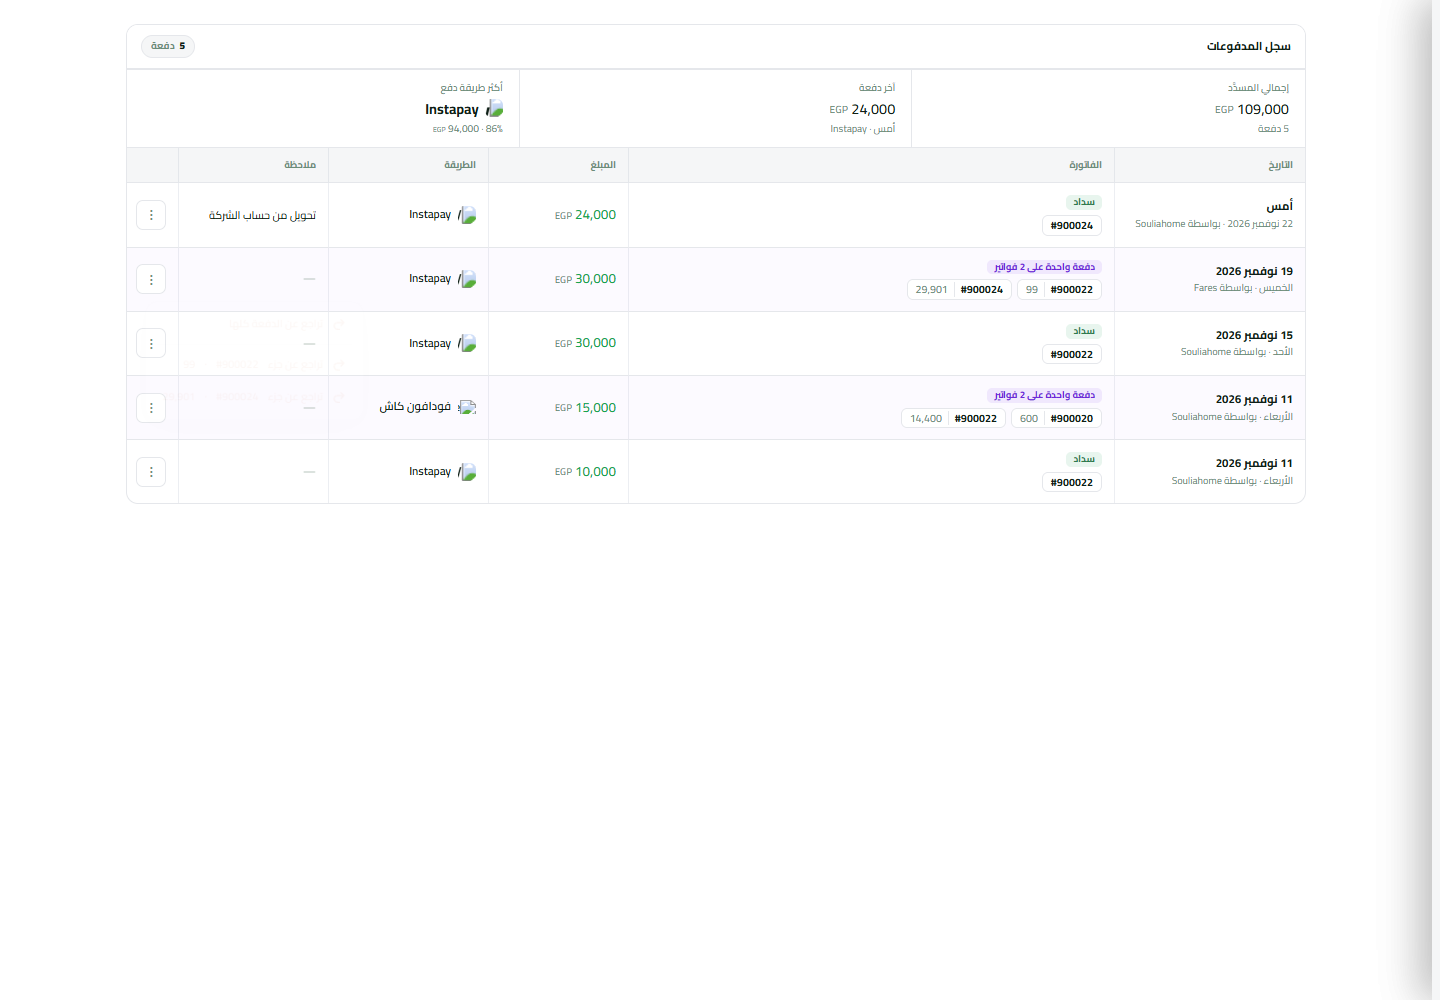 سجل المدفوعات
5 دفعة
إجمالي المسدَّد
109,000 EGP
5 دفعة
آخر دفعة
24,000 EGP
أمس · Instapay
أكثر طريقة دفع
Instapay
86% · 94,000 EGP
التاريخ
الفاتورة
المبلغ
الطريقة
ملاحظة
أمس
22 نوفمبر 2026 · بواسطة Souliahome
سداد
#900024
24,000 EGP
Instapay
تحويل من حساب الشركة
19 نوفمبر 2026
الخميس · بواسطة Fares
دفعة واحدة على 2 فواتير
#900022 99
#900024 29,901
30,000 EGP
Instapay
—
15 نوفمبر 2026
الأحد · بواسطة Souliahome
سداد
#900022
30,000 EGP
Instapay
—
11 نوفمبر 2026
الأربعاء · بواسطة Souliahome
دفعة واحدة على 2 فواتير
#900020 600
#900022 14,400
15,000 EGP
فودافون كاش
—
11 نوفمبر 2026
الأربعاء · بواسطة Souliahome
سداد
#900022
10,000 EGP
Instapay
—